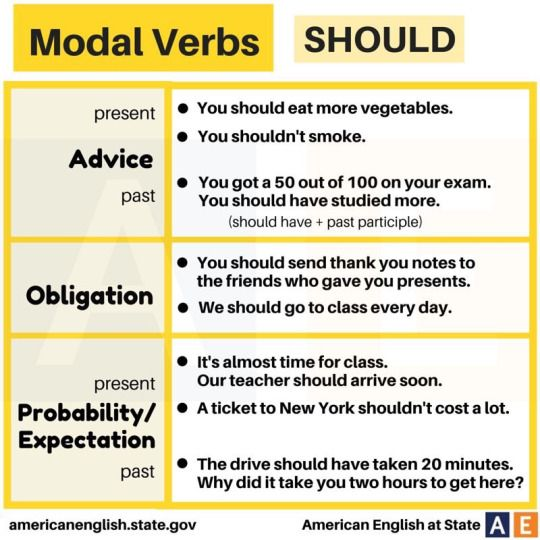 Modal Verbs
SHOULD
present
Advice
past
● You should eat more vegetables.
● You shouldn't smoke.
● You got a 50 out of 100 on your exam.
You should have studied more.
(should have + past participle)
Obligation
● You should send thank you notes to
the friends who gave you presents.
● We should go to class every day.
present
Probability/
Expectation
past
● It's almost time for class.
Our teacher should arrive soon.
● A ticket to New York shouldn't cost a lot.
● The drive should have taken 20 minutes.
Why did it take you two hours to get here?
americanenglish.state.gov
American English at State A E